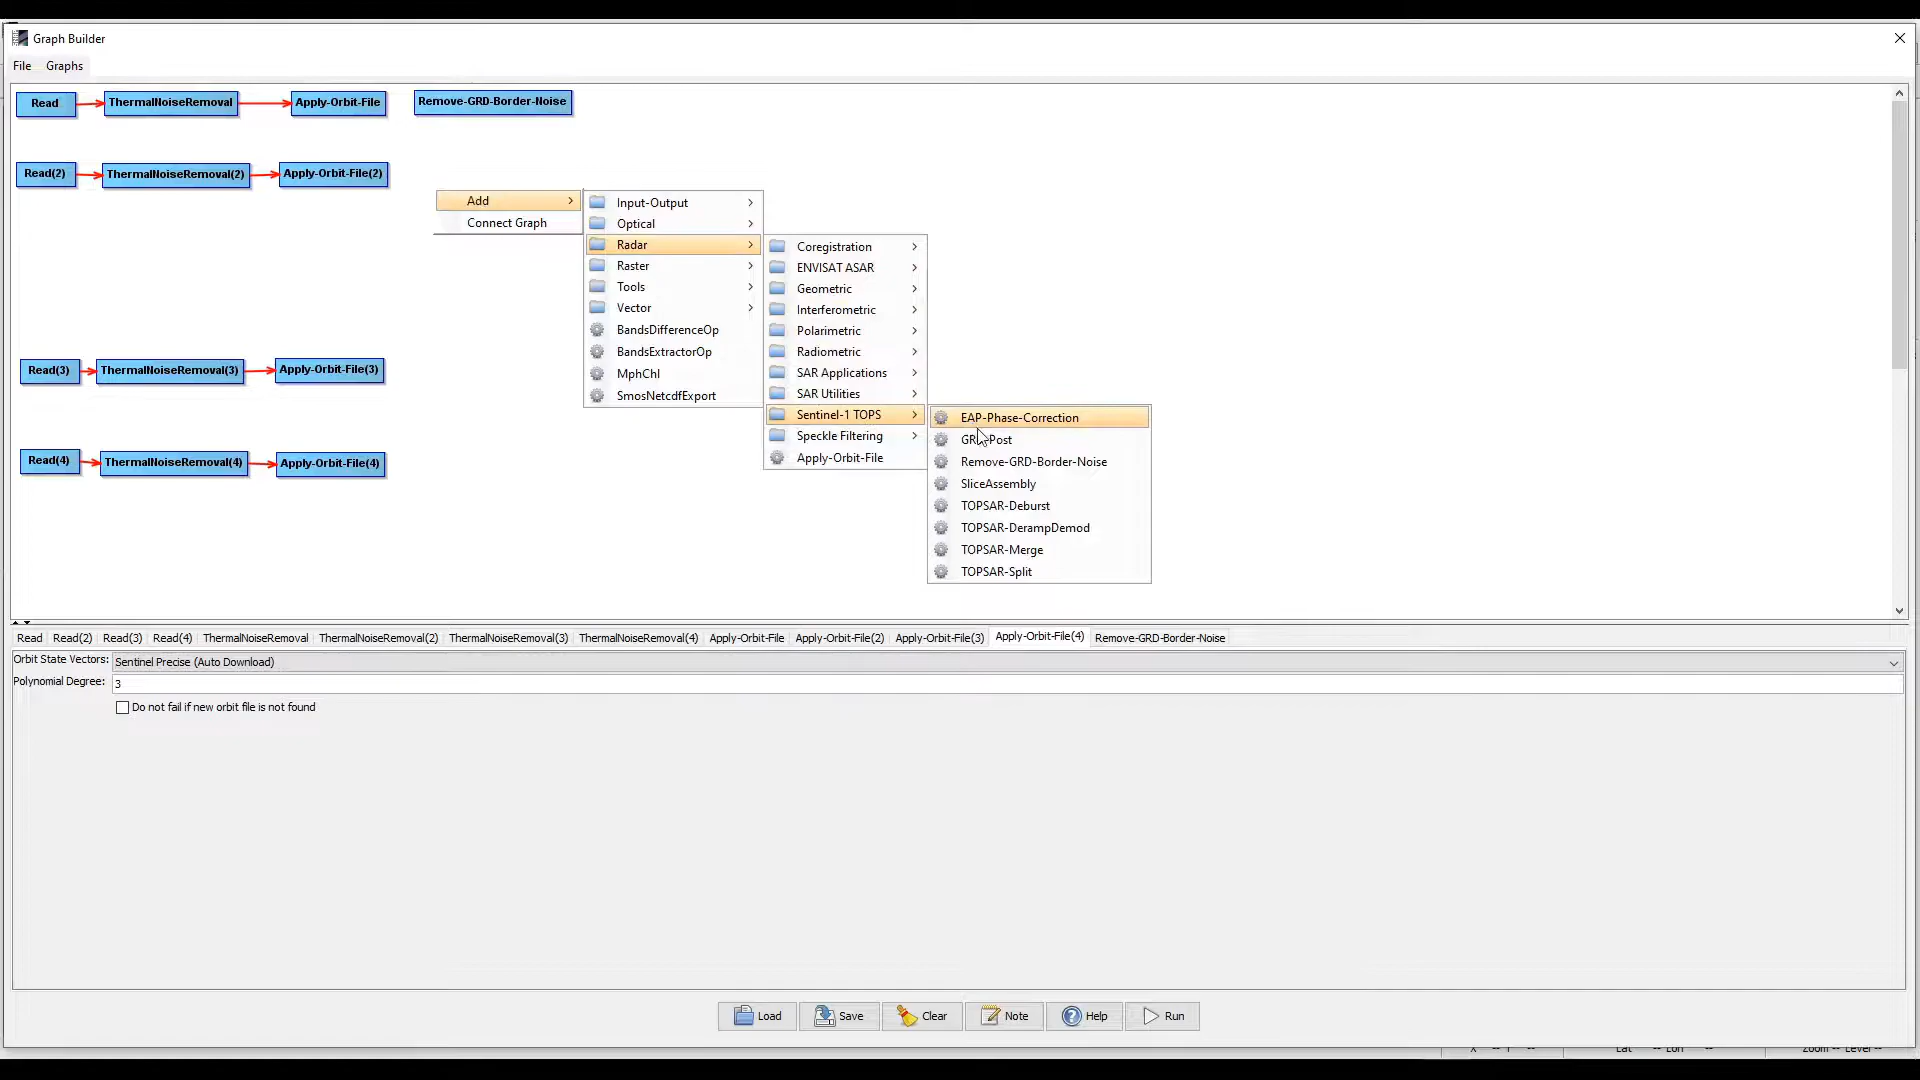 Graph Builder
File Graphs
Read ThermalNoiseRemoval Apply-Orbit-File Remove-GRD-Border-Noise
Read(2) ThermalNoiseRemoval(2) Apply-Orbit-File(2)
Add
Connect Graph
Input-Output
Optical
Radar
Raster
Tools
Vector
BandsDifferenceOp
BandsExtractorOp
MphChl
SmosNetcdfExport
Coregistration
ENVISAT ASAR
Geometric
Interferometric
Polarimetric
Radiometric
SAR Applications
SAR Utilities
Sentinel-1 TOPS
Speckle Filtering
Apply-Orbit-File
EAP-Phase-Correction
Post
Remove-GRD-Border-Noise
SliceAssembly
TOPSAR-Deburst
TOPSAR-DerampDemod
TOPSAR-Merge
TOPSAR-Split
Read(3) ThermalNoiseRemoval(3) Apply-Orbit-File(3)
Read(4) ThermalNoiseRemoval(4) Apply-Orbit-File(4)
Read Read(2) Read(3) Read(4) ThermalNoiseRemoval ThermalNoiseRemoval(2) ThermalNoiseRemoval(3) ThermalNoiseRemoval(4) Apply-Orbit-File Apply-Orbit-File(2) Apply-Orbit-File(3) Apply-Orbit-File(4) Remove-GRD-Border-Noise
Orbit State Vectors: Sentinel Precise (Auto Download)
Polynomial Degree: 3
Do not fail if new orbit file is not found
Load Save Clear Note Help Run